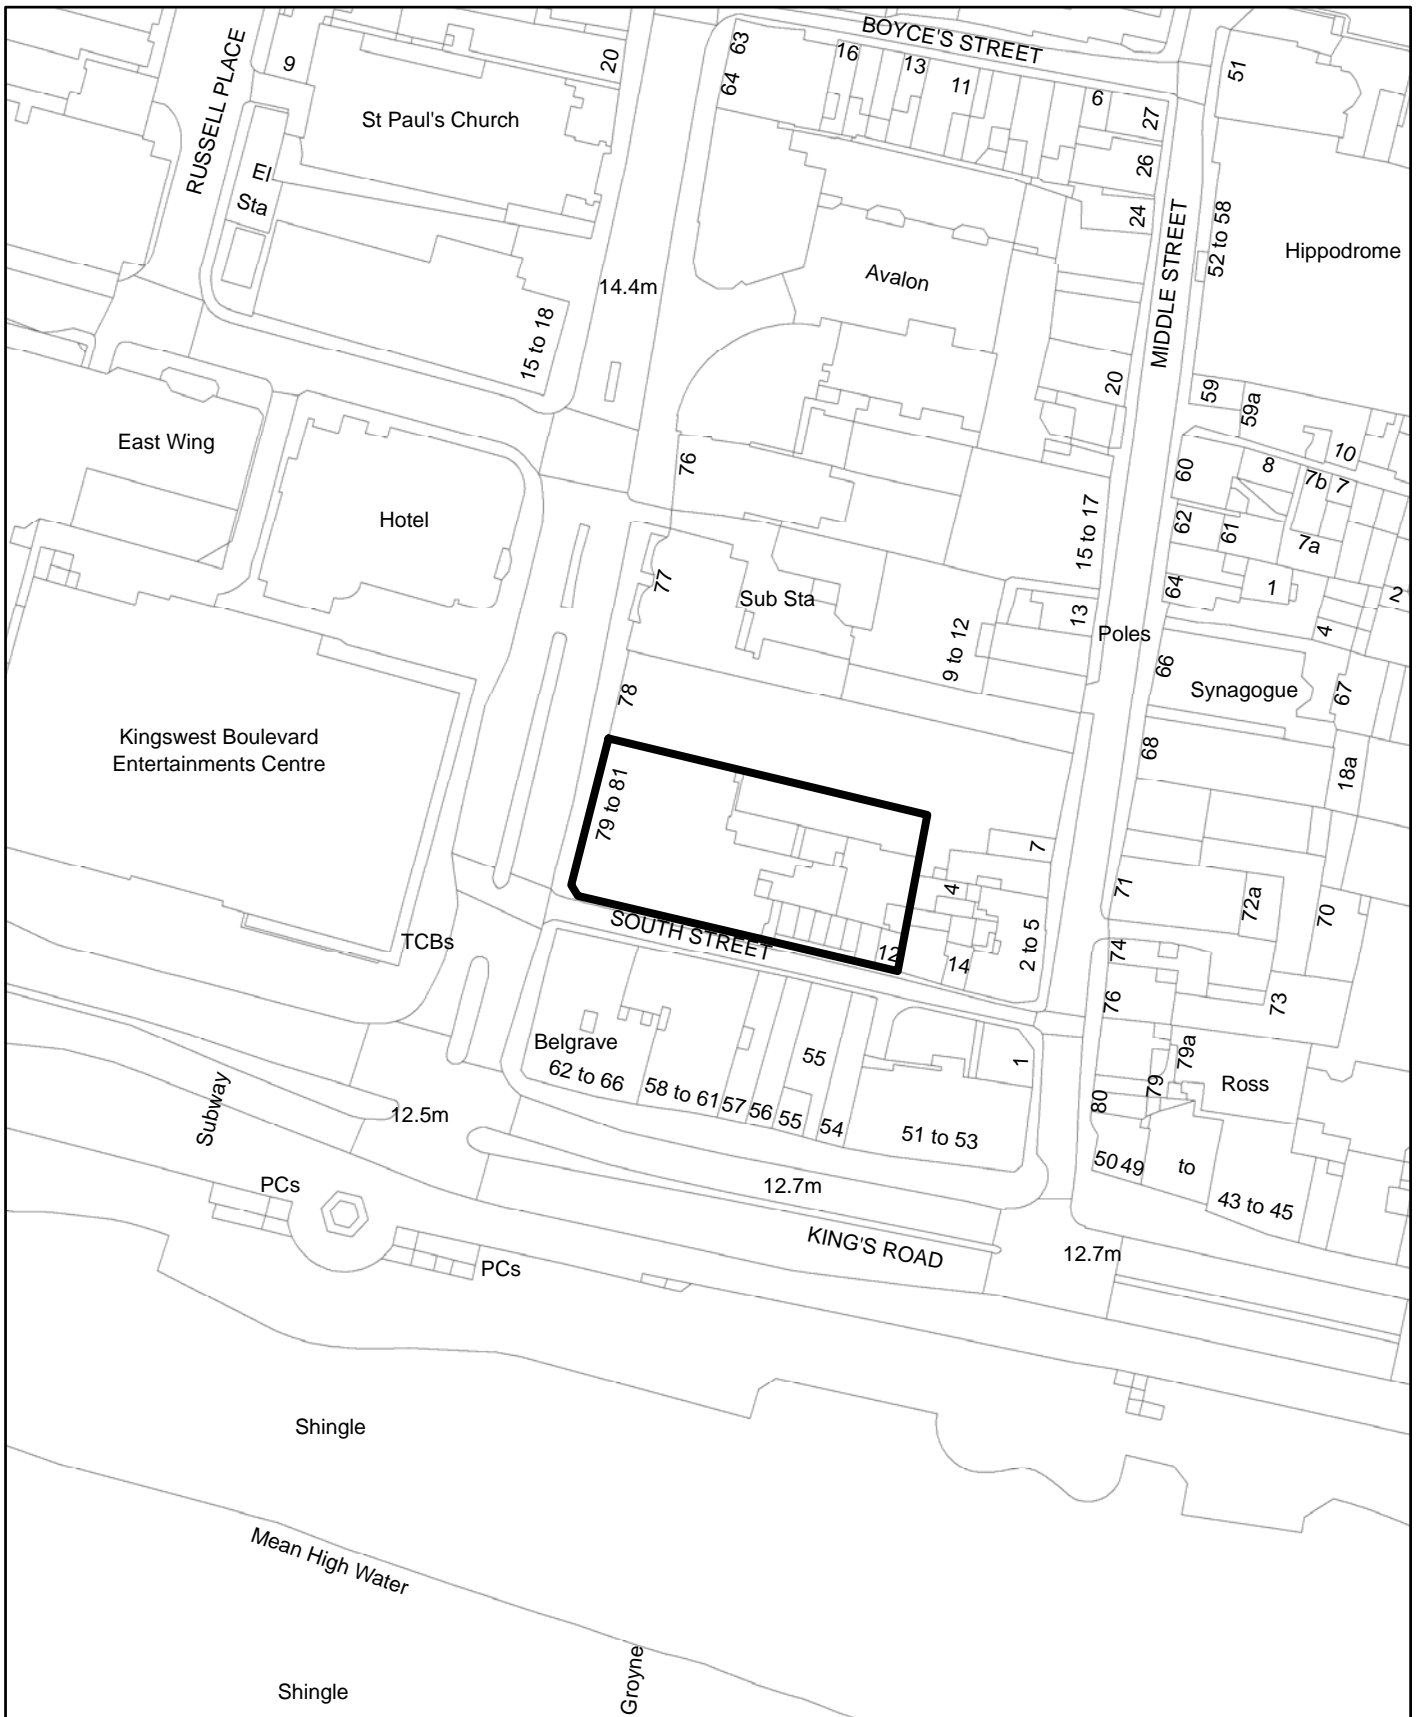 BOYCE'S STREET
RUSSELL PLACE
9
20
63
64
16
13
11
6
27
26
24
51
St Paul's Church
El
Sta
MIDDLE STREET
52 to 58
Hippodrome
Avalon
14.4m
15 to 18
20
59
59a
East Wing
Hotel
76
77
Sub Sta
15 to 17
13
9 to 12
Poles
60
62
61
64
8
10
7b
7
7a
1
2
4
66
Synagogue
67
68
18a
78
79 to 81
Kingswest Boulevard
Entertainments Centre
7
4
2 to 5
71
72a
70
SOUTH STREET
12
14
TCBs
74
76
73
Belgrave
62 to 66
58 to 61
57
56
55
55
54
51 to 53
1
79a
79
80
Ross
50
49
to
43 to 45
Subway
12.5m
12.7m
PCs
KING'S ROAD
12.7m
PCs
Shingle
Mean High Water
Groyne
Shingle